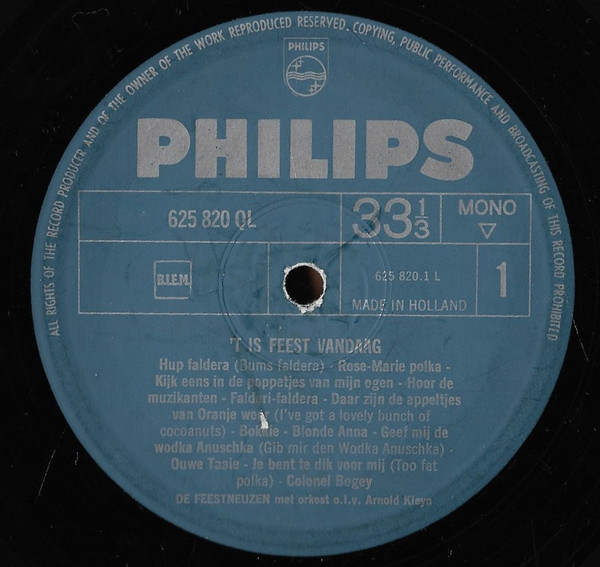 ALL RIGHTS OF THE RECORD PRODUCER AND OF THE OWNER OF THE WORK REPRODUCED RESERVED. COPYING, PUBLIC PERFORMANCE AND BROADCASTING OF THIS RECORD PROHIBITED
PHILIPS
PHILIPS
625 820 QL
33 1/3
MONO
▽
B.I.E.M.
625 820.1 L
MADE IN HOLLAND
1
'T IS FEEST VANDAAG
Hup faldera (Bums faldera) - Rose-Marie polka -
Kijk eens in de poppetjes van mijn ogen - Hoor de
muzikanten - Falderi-faldera - Daar zijn de appeltjes
van Oranje weer (I've got a lovely bunch of
cocoanuts) - Bokkie - Blonde Anna - Geef mij de
wodka Anuschka (Gib mir den Wodka Anuschka) -
Ouwe Taaie - Je bent te dik voor mij (Too fat
polka) - Colonel Bogey
DE FEESTNEUZEN met orkest o.l.v. Arnold Kleyn